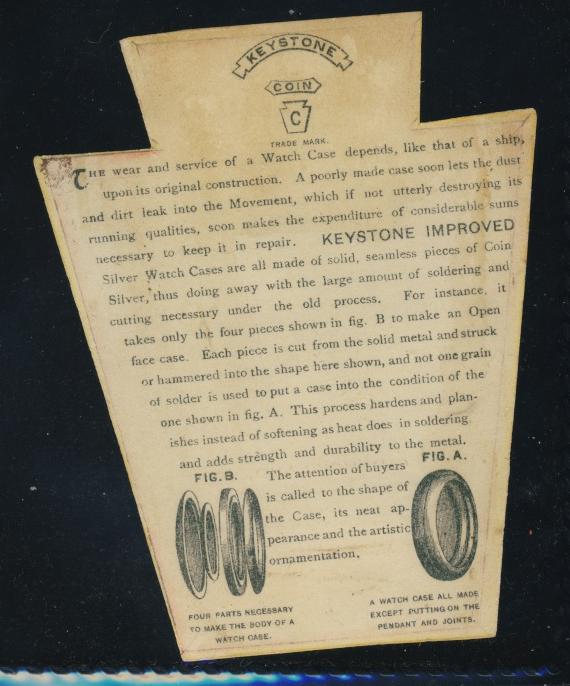 KEYSTONE
COIN
C
TRADE MARK.
THE wear and service of a Watch Case depends, like that of a ship,
upon its original construction. A poorly made case soon lets the dust
and dirt leak into the Movement, which if not utterly destroying its
running qualities, soon makes the expenditure of considerable sums
necessary to keep it in repair. KEYSTONE IMPROVED
Silver Watch Cases are all made of solid, seamless pieces of Coin
Silver, thus doing away with the large amount of soldering and
cutting necessary under the old process. For instance, it
takes only the four pieces shown in fig. B to make an Open
face case. Each piece is cut from the solid metal and struck
or hammered into the shape here shown, and not one grain
of solder is used to put a case into the condition of the
one shown in fig. A. This process hardens and plan-
ishes instead of softening as heat does in soldering
and adds strength and durability to the metal.
FIG. B.
The attention of buyers
is called to the shape of
the Case, its neat ap-
pearance and the artistic
ornamentation.
FIG. A.
FOUR PARTS NECESSARY
TO MAKE THE BODY OF A
WATCH CASE.
A WATCH CASE ALL MADE
EXCEPT PUTTING ON THE
PENDANT AND JOINTS.